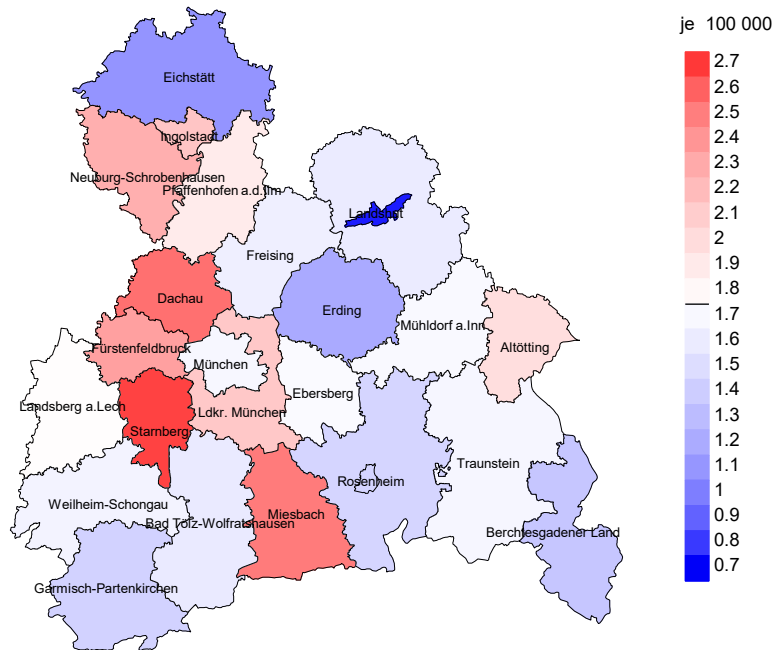 je 100 000
Eichstätt
2.7
2.6
2.5
Ingolstadt
2.4
2.3
Neuburg-Schrobenhausen
Pfaffenhofen a.d.Ilm
2.2
2.1
Landshut
2
Freising
1.9
1.8
Dachau
Erding
1.7
Mühldorf a.Inn
1.6
Fürstenfeldbruck
Altötting
München
1.5
1.4
Ebersberg
Landsberg a.Lech
Ldkr. München
1.3
Starnberg
1.2
Traunstein
1.1
Rosenheim
1
Weilheim-Schongau
0.9
Miesbach
Bad Tölz-Wolfratshausen
Berchtesgadener Land
0.8
0.7
Garmisch-Partenkirchen